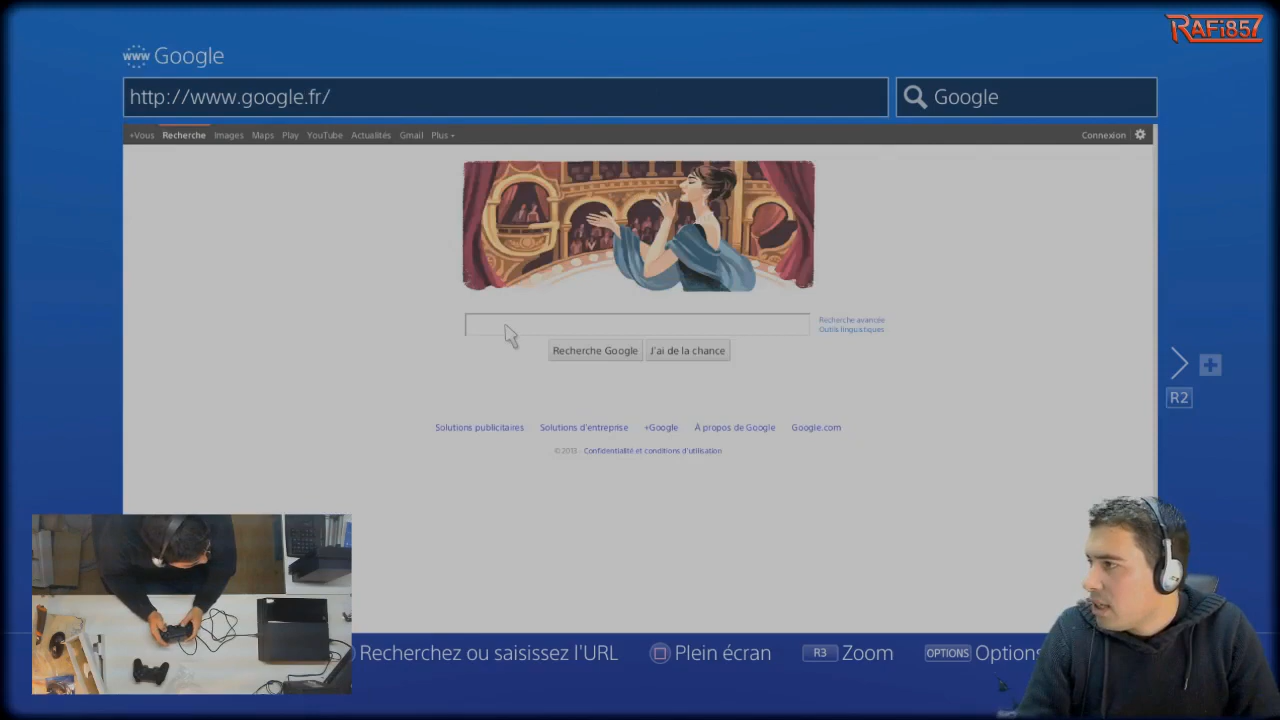 RAFi857
www Google
http://www.google.fr/
Google
+Vous Recherche Images Maps Play YouTube Actualités Gmail Plus
Connexion
Recherche avancée
Outils linguistiques
Recherche Google
J'ai de la chance
R2
Solutions publicitaires Solutions d'entreprise +Google À propos de Google Google.com
© 2013 - Confidentialité et conditions d'utilisation
Recherchez ou saisissez l'URL Plein écran R3 Zoom OPTIONS Options